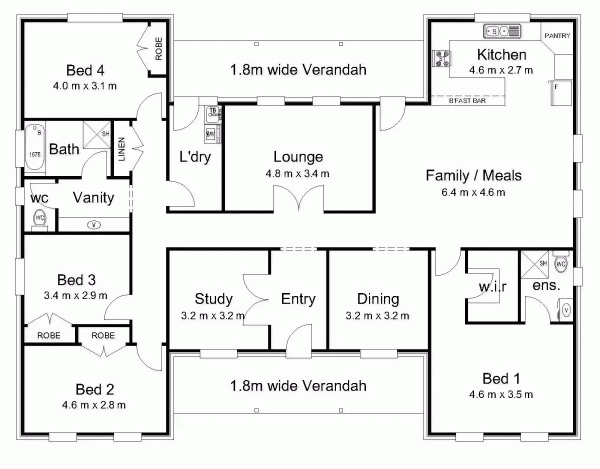 Bed 4
4.0 m x 3.1 m
ROBE
1.8m wide Verandah
Kitchen
4.6 m x 2.7 m
PANTRY
F
B'FAST BAR
B
1675
Bath
SH
LINEN
TB
L'dry
Lounge
4.8 m x 3.4 m
Family / Meals
6.4 m x 4.6 m
wc
WC
Vanity
V
Bed 3
3.4 m x 2.9 m
ROBE
ROBE
Study
3.2 m x 3.2 m
Entry
Dining
3.2 m x 3.2 m
w.i.r
SH
WC
ens.
V
Bed 2
4.6 m x 2.8 m
1.8m wide Verandah
Bed 1
4.6 m x 3.5 m